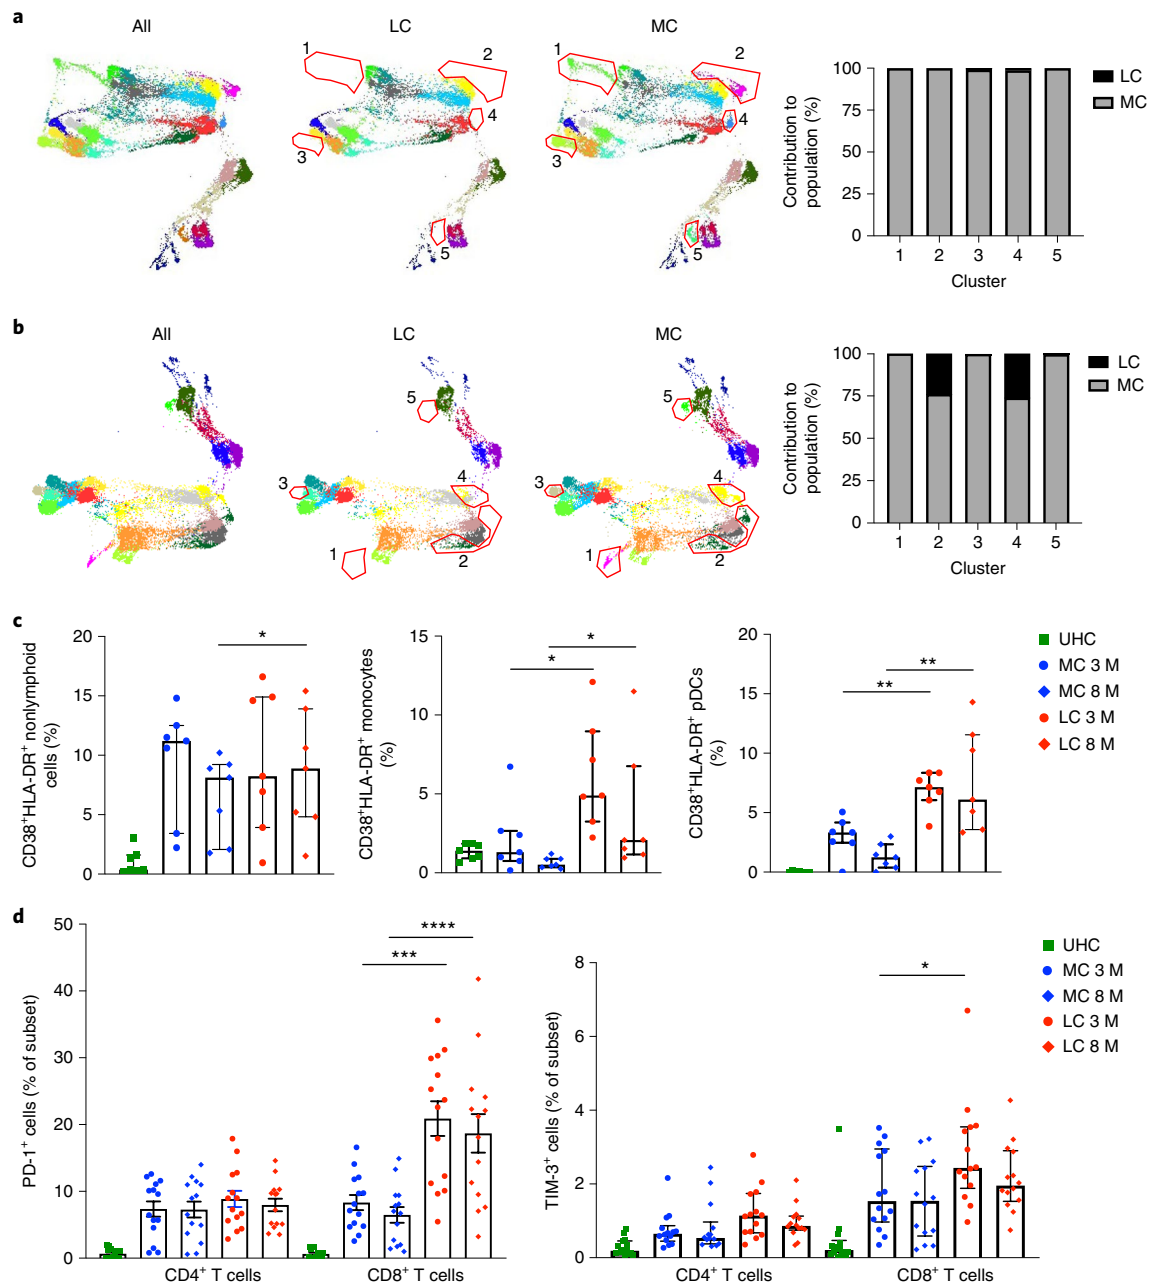 a
All
LC
MC
1
2
3
4
5
1
2
3
4
5
Contribution to
population (%)
100
75
50
25
0
1 2 3 4 5
Cluster
LC
MC
b
All
LC
MC
5
3
4
1
2
5
3
4
1
2
Contribution to
population (%)
100
75
50
25
0
1 2 3 4 5
Cluster
LC
MC
c
CD38⁺HLA-DR⁺ nonlymphoid
cells (%)
20
15
10
5
0
*
CD38⁺HLA-DR⁺ monocytes
(%)
15
10
5
0
*
*
CD38⁺HLA-DR⁺ pDCs
(%)
20
15
10
5
0
**
**
UHC
MC 3 M
MC 8 M
LC 3 M
LC 8 M
d
PD-1⁺ cells (% of subset)
50
40
30
20
10
0
****
***
CD4⁺ T cells CD8⁺ T cells
TIM-3⁺ cells (% of subset)
8
6
4
2
0
*
CD4⁺ T cells CD8⁺ T cells
UHC
MC 3 M
MC 8 M
LC 3 M
LC 8 M